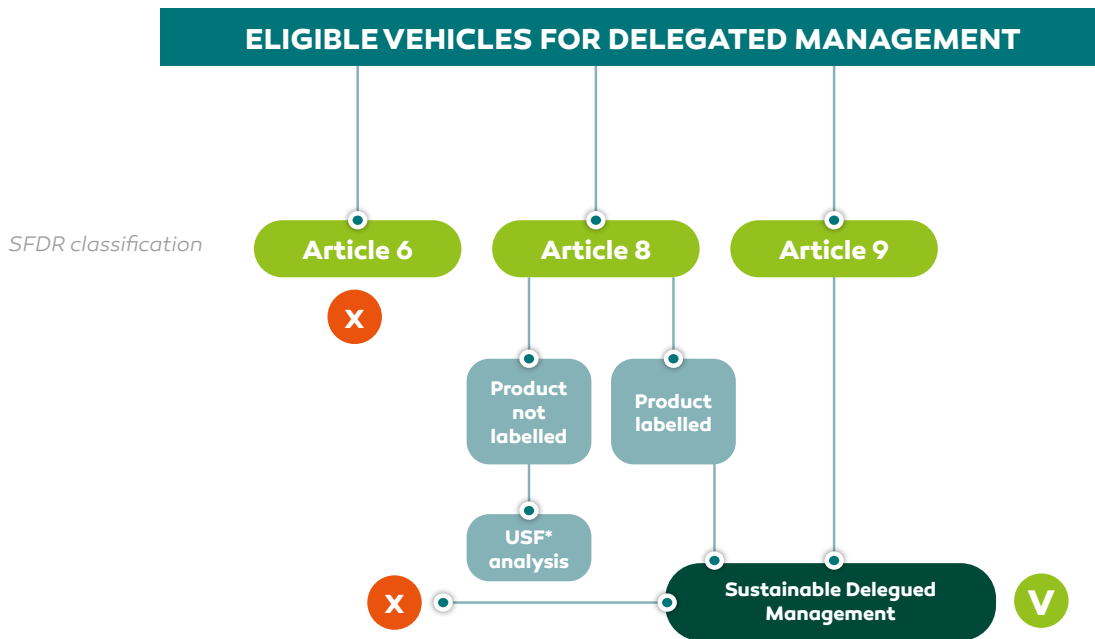 ELIGIBLE VEHICLES FOR DELEGATED MANAGEMENT
SFDR classification
Article 6
Article 8
Article 9
X
Product
not
labelled
Product
labelled
USF*
analysis
X
Sustainable Delegued
Management
V